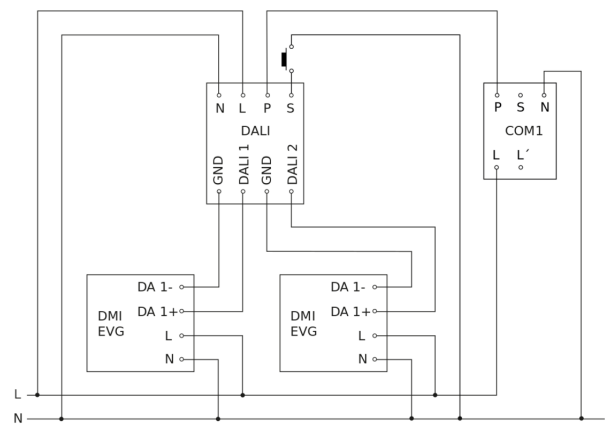 N L P S
DALI
GND DALI 1 GND DALI 2
P S N
COM1
L L´
DA 1-
DA 1+
DMI
EVG
L
N
DA 1-
DA 1+
DMI
EVG
L
N
L
N